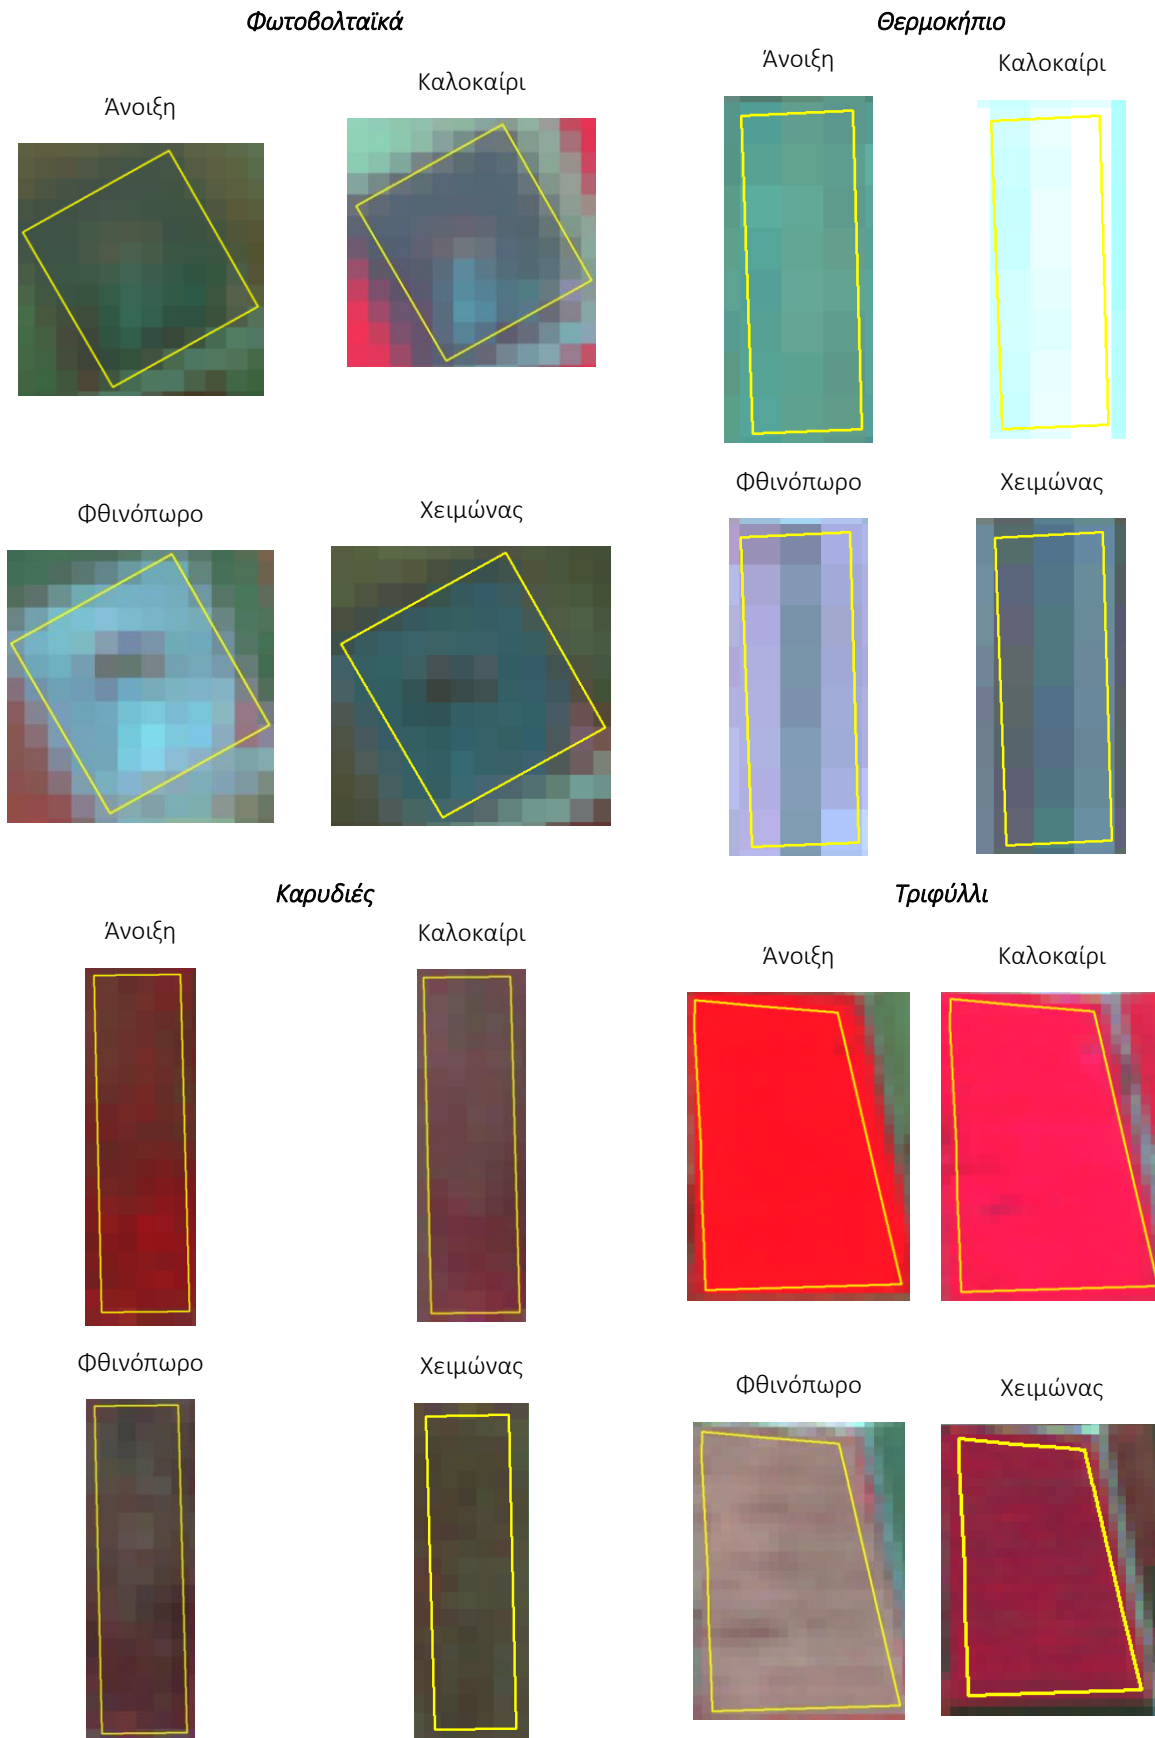 Φωτοβολταϊκά
Άνοιξη
Καλοκαίρι
Φθινόπωρο
Χειμώνας
Θερμοκήπιο
Άνοιξη
Καλοκαίρι
Φθινόπωρο
Χειμώνας
Καρυδιές
Άνοιξη
Καλοκαίρι
Φθινόπωρο
Χειμώνας
Τριφύλλι
Άνοιξη
Καλοκαίρι
Φθινόπωρο
Χειμώνας